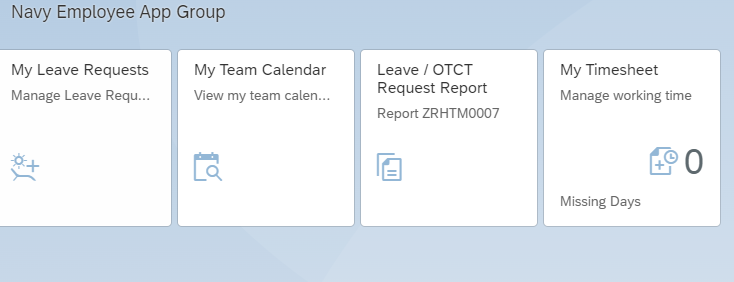 Navy Employee App Group
My Leave Requests
Manage Leave Requ...
My Team Calendar
View my team calen...
Leave / OTCT
Request Report
Report ZRHTM0007
My Timesheet
Manage working time
0
Missing Days